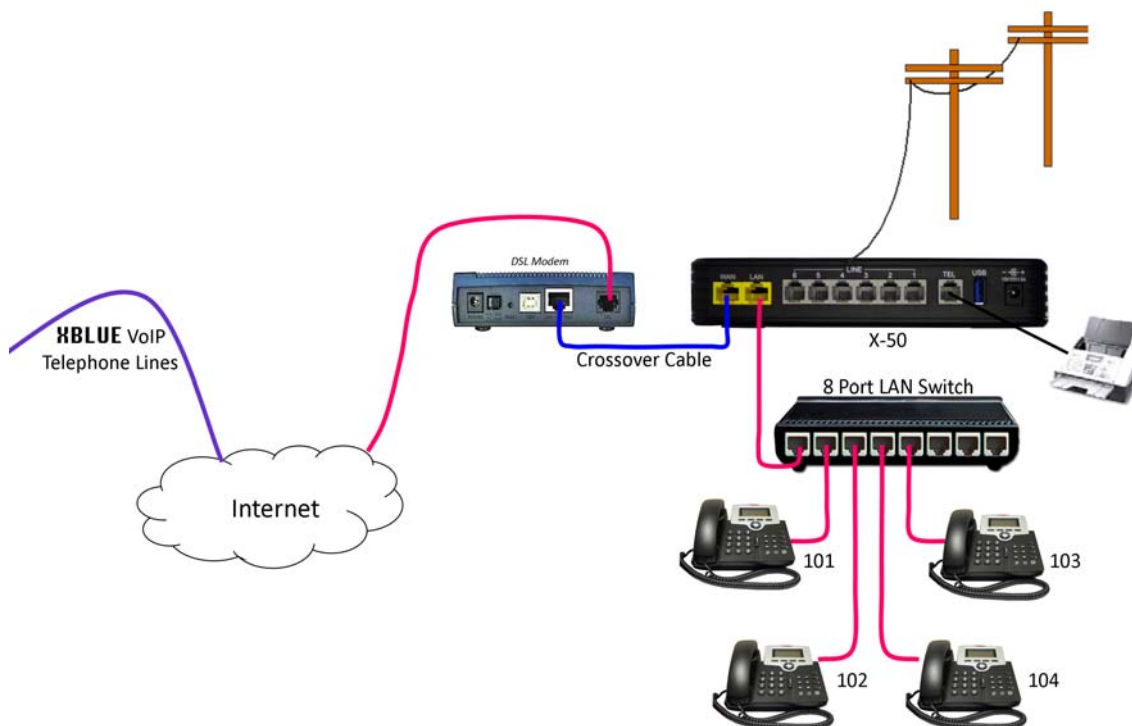 DSL Modem
WAN
LAN
LINE
6 5 4 3 2 1
TEL
USB
X-50
Crossover Cable
XBLUE VoIP
Telephone Lines
Internet
8 Port LAN Switch
101
103
102
104